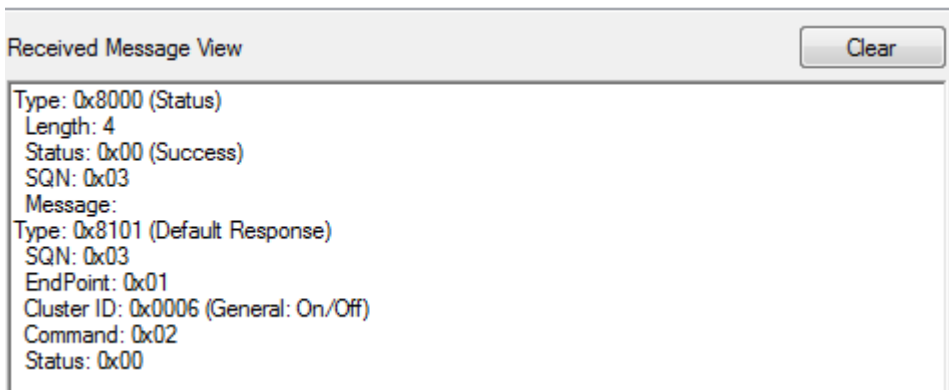 Received Message View
Clear
Type: 0x8000 (Status)
Length: 4
Status: 0x00 (Success)
SQN: 0x03
Message:
Type: 0x8101 (Default Response)
SQN: 0x03
EndPoint: 0x01
Cluster ID: 0x0006 (General: On/Off)
Command: 0x02
Status: 0x00